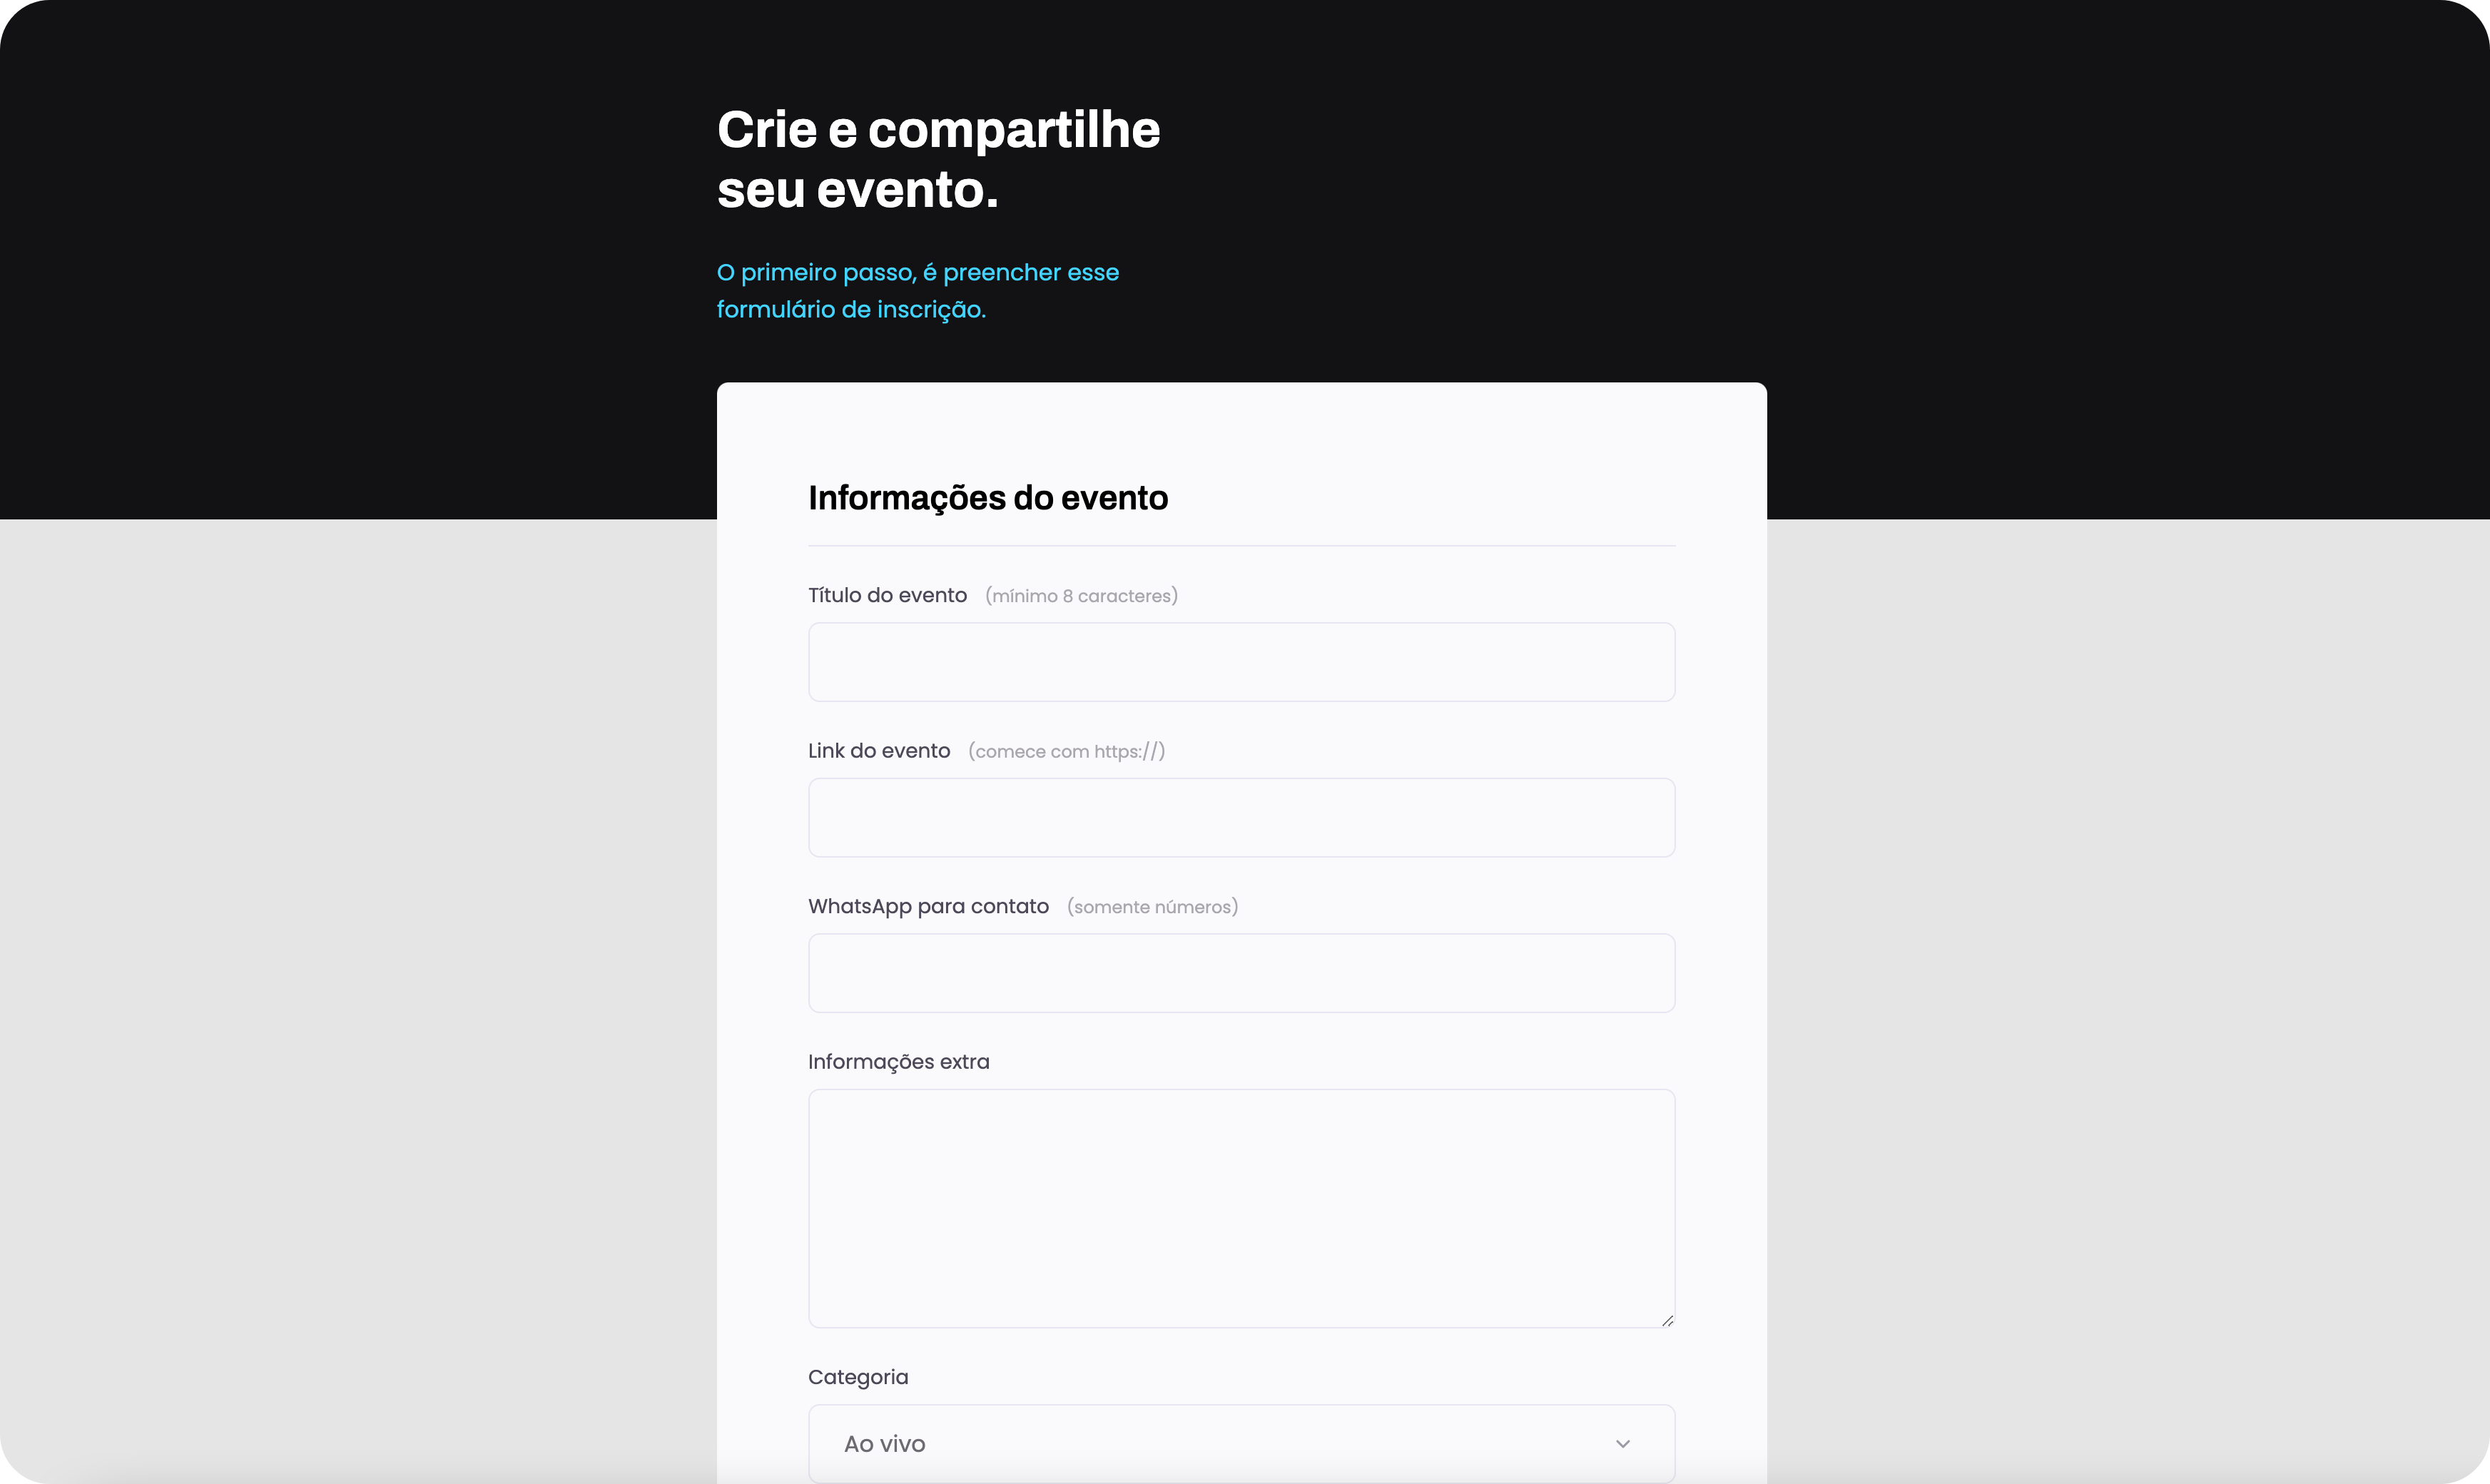 Crie e compartilhe
seu evento.
O primeiro passo, é preencher esse
formulário de inscrição.
Informações do evento
Título do evento (mínimo 8 caracteres)
Link do evento (comece com https://)
WhatsApp para contato (somente números)
Informações extra
Categoria
Ao vivo